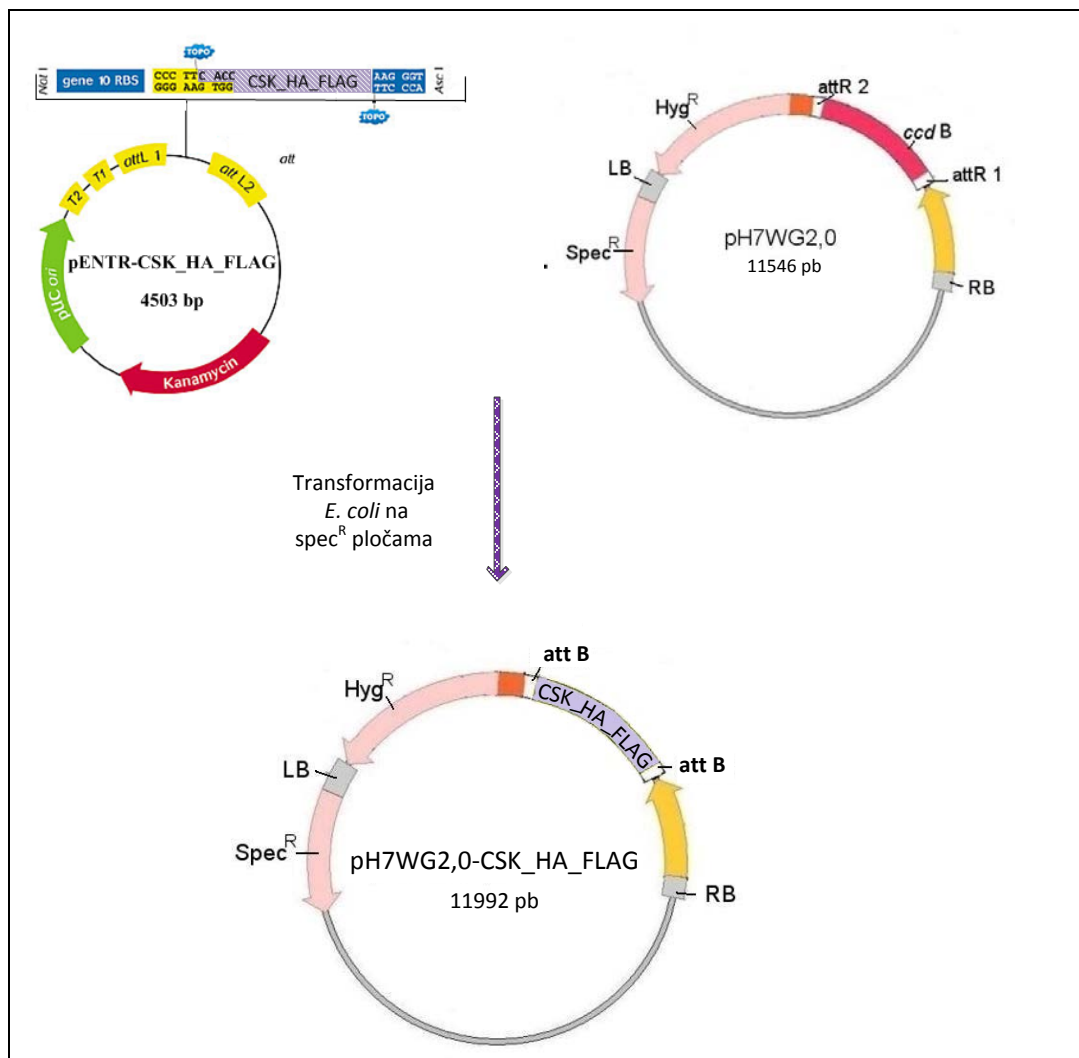 TOPO
Not I
gene 10 RBS
CCC TTC ACC
GGG AAG TGG
CSK_HA_FLAG
AAG GGT
TTC CCA
Asc I
TOPO
T2
T1
attL 1
att L2
att
pUC ori
pENTR-CSK_HA_FLAG
4503 bp
Kanamycin
attR 2
Hyg^R
ccd B
LB
attR 1
Spec^R
pH7WG2,0
11546 pb
RB
.
Transformacija
E. coli na
spec^R pločama
att B
Hyg^R
CSK_HA_FLAG
LB
att B
Spec^R
pH7WG2,0-CSK_HA_FLAG
11992 pb
RB